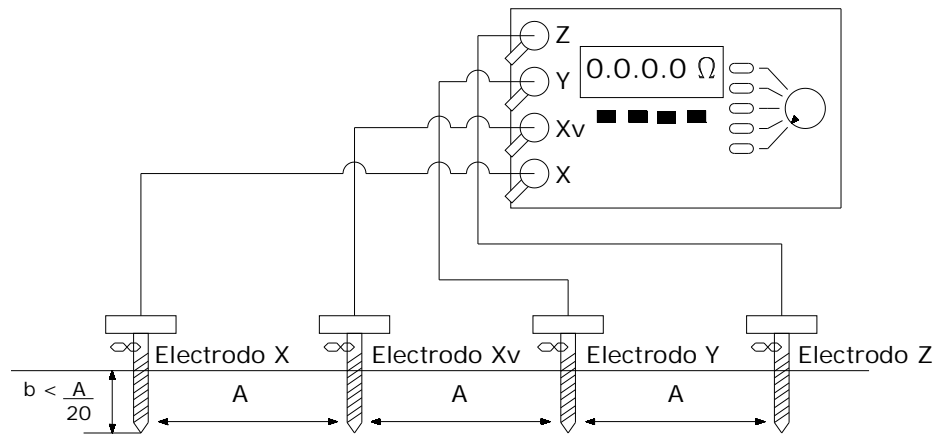 Z
0.0.0.0 Ω
Y
Xv
X
Electrodo X
Electrodo Xv
Electrodo Y
Electrodo Z
b < A
20
A
A
A